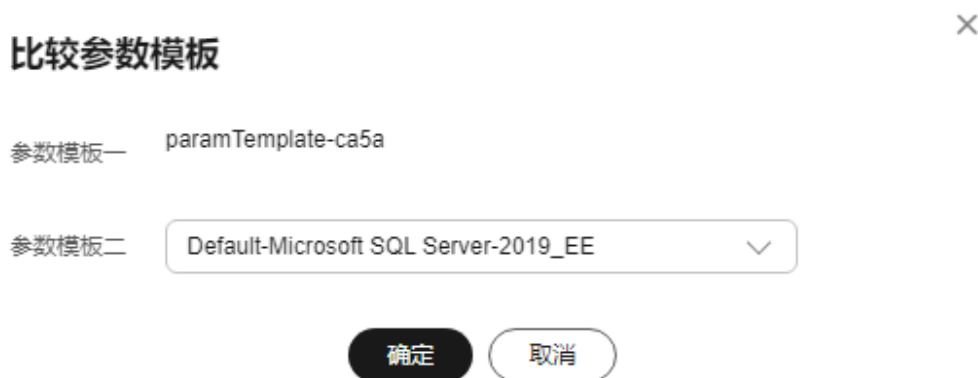 比较参数模板
参数模板一 paramTemplate-ca5a
参数模板二 Default-Microsoft SQL Server-2019_EE
确定 取消